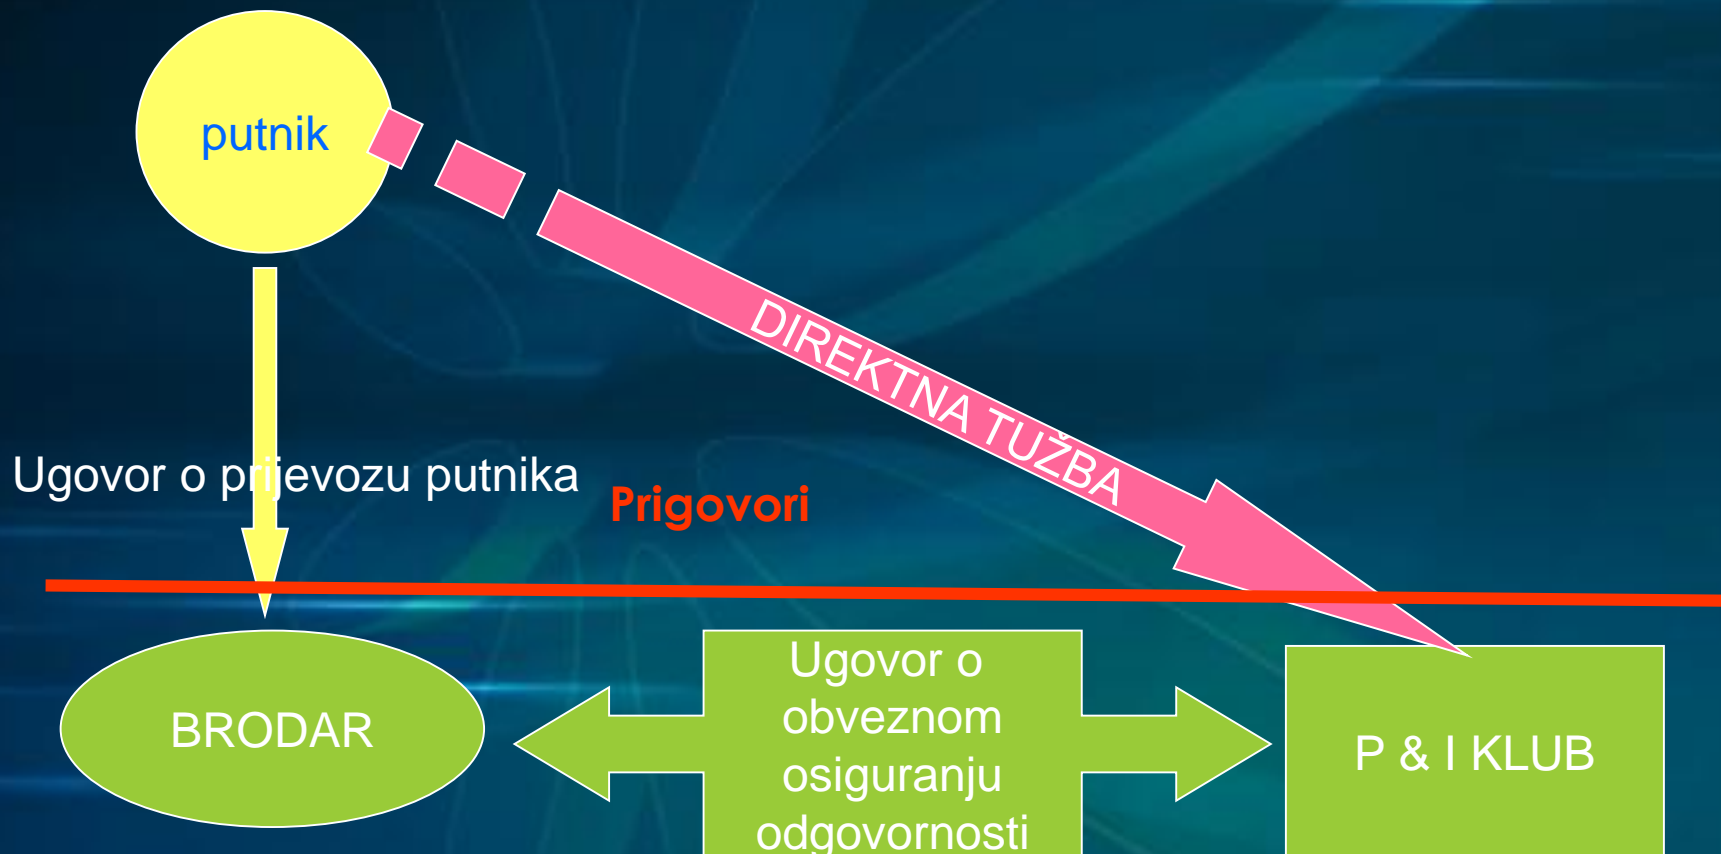 putnik
DIREKTNA TUŽBA
Ugovor o prijevozu putnika
Prigovori
BRODAR
Ugovor o
obveznom
osiguranju
odgovornosti
P & I KLUB